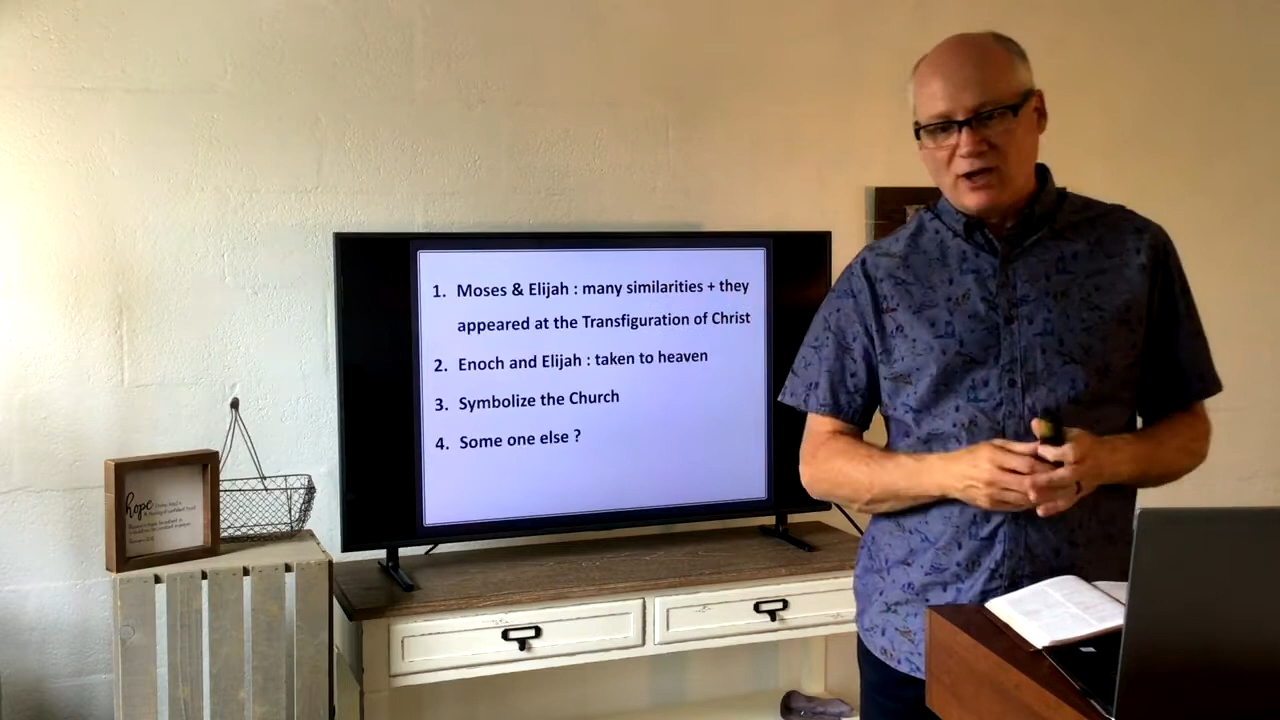 1. Moses & Elijah : many similarities + they
appeared at the Transfiguration of Christ
2. Enoch and Elijah : taken to heaven
3. Symbolize the Church
4. Some one else ?
hope